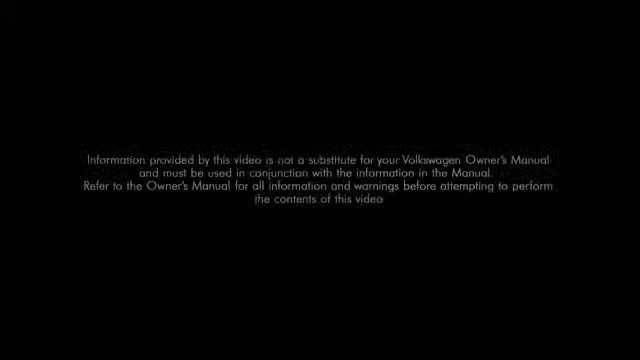 Information provided by this video is not a substitute for your Volkswagen Owner's Manual
and must be used in conjunction with the information in the Manual.
Refer to the Owner's Manual for all information and warnings before attempting to perform
the contents of this video